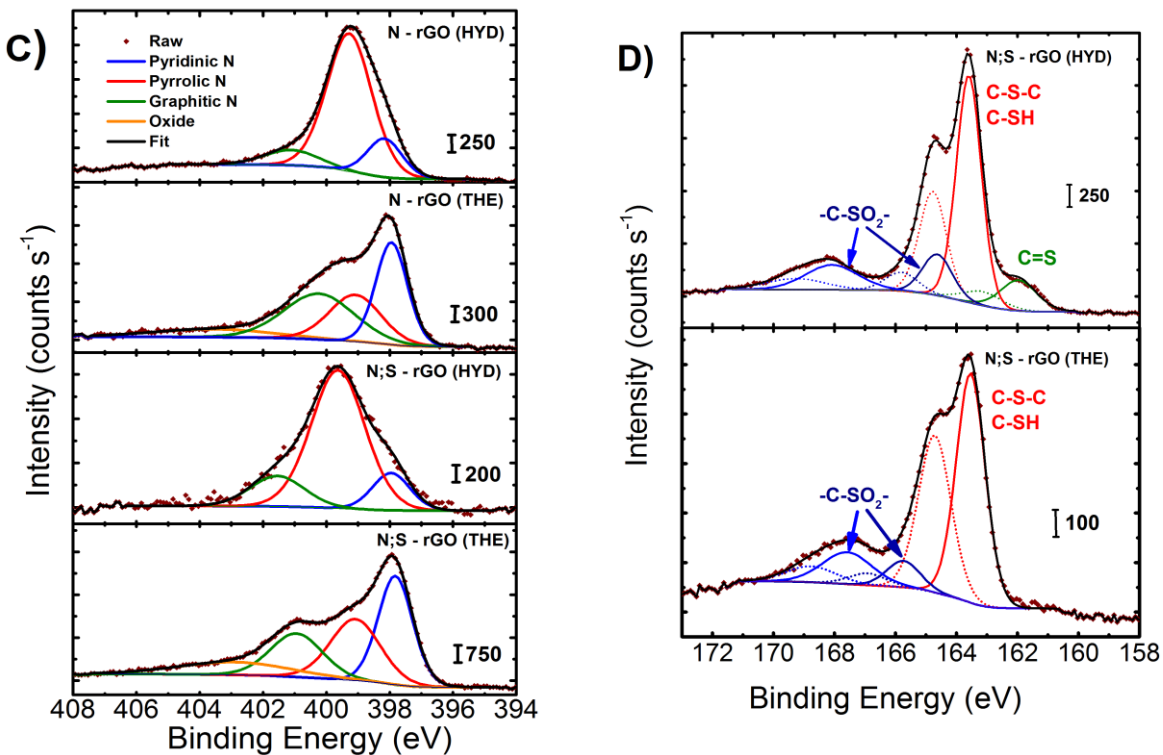 C)
N - rGO (HYD)
Raw
Pyridinic N
Pyrrolic N
Graphitic N
Oxide
Fit
250
N - rGO (THE)
300
N;S - rGO (HYD)
200
N;S - rGO (THE)
750
Intensity (counts s-1)
408 406 404 402 400 398 396 394
Binding Energy (eV)
D)
N;S - rGO (HYD)
C-S-C
C-SH
250
-C-SO2-
C=S
N;S - rGO (THE)
C-S-C
C-SH
-C-SO2-
100
Intensity (counts s-1)
172 170 168 166 164 162 160 158
Binding Energy (eV)